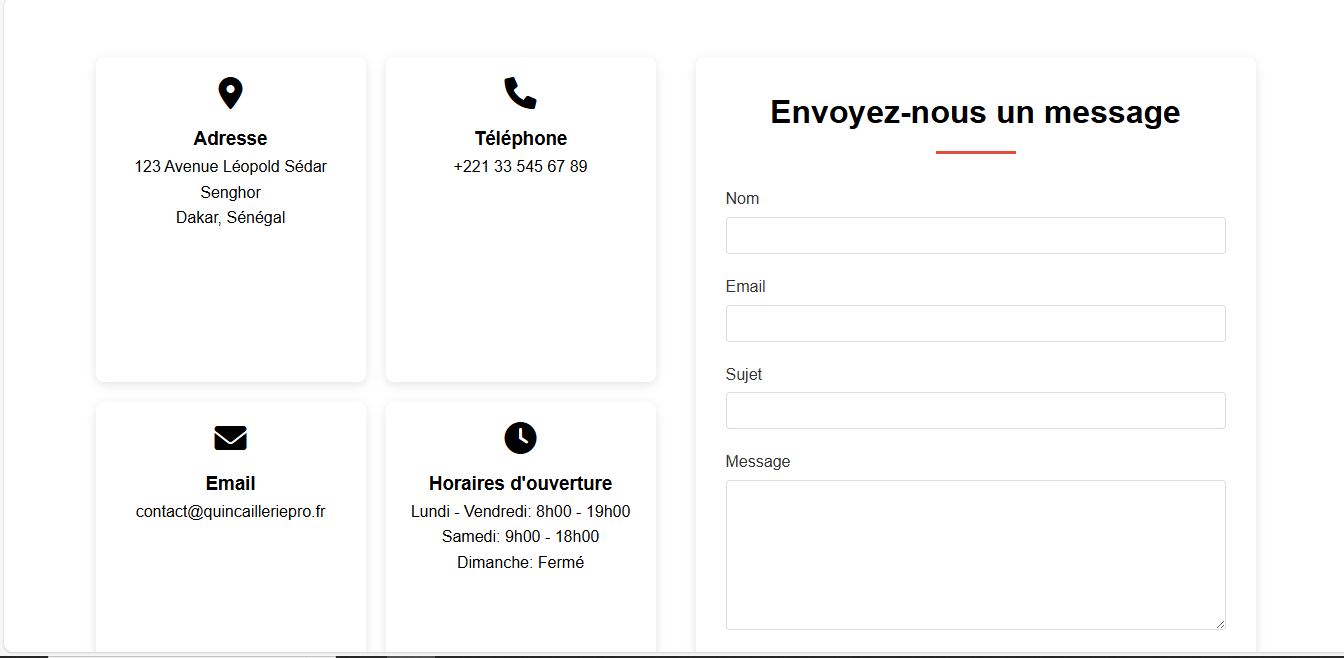 Adresse
123 Avenue Léopold Sédar
Senghor
Dakar, Sénégal
Téléphone
+221 33 545 67 89
Email
contact@quincailleriepro.fr
Horaires d'ouverture
Lundi - Vendredi: 8h00 - 19h00
Samedi: 9h00 - 18h00
Dimanche: Fermé
Envoyez-nous un message
Nom
Email
Sujet
Message